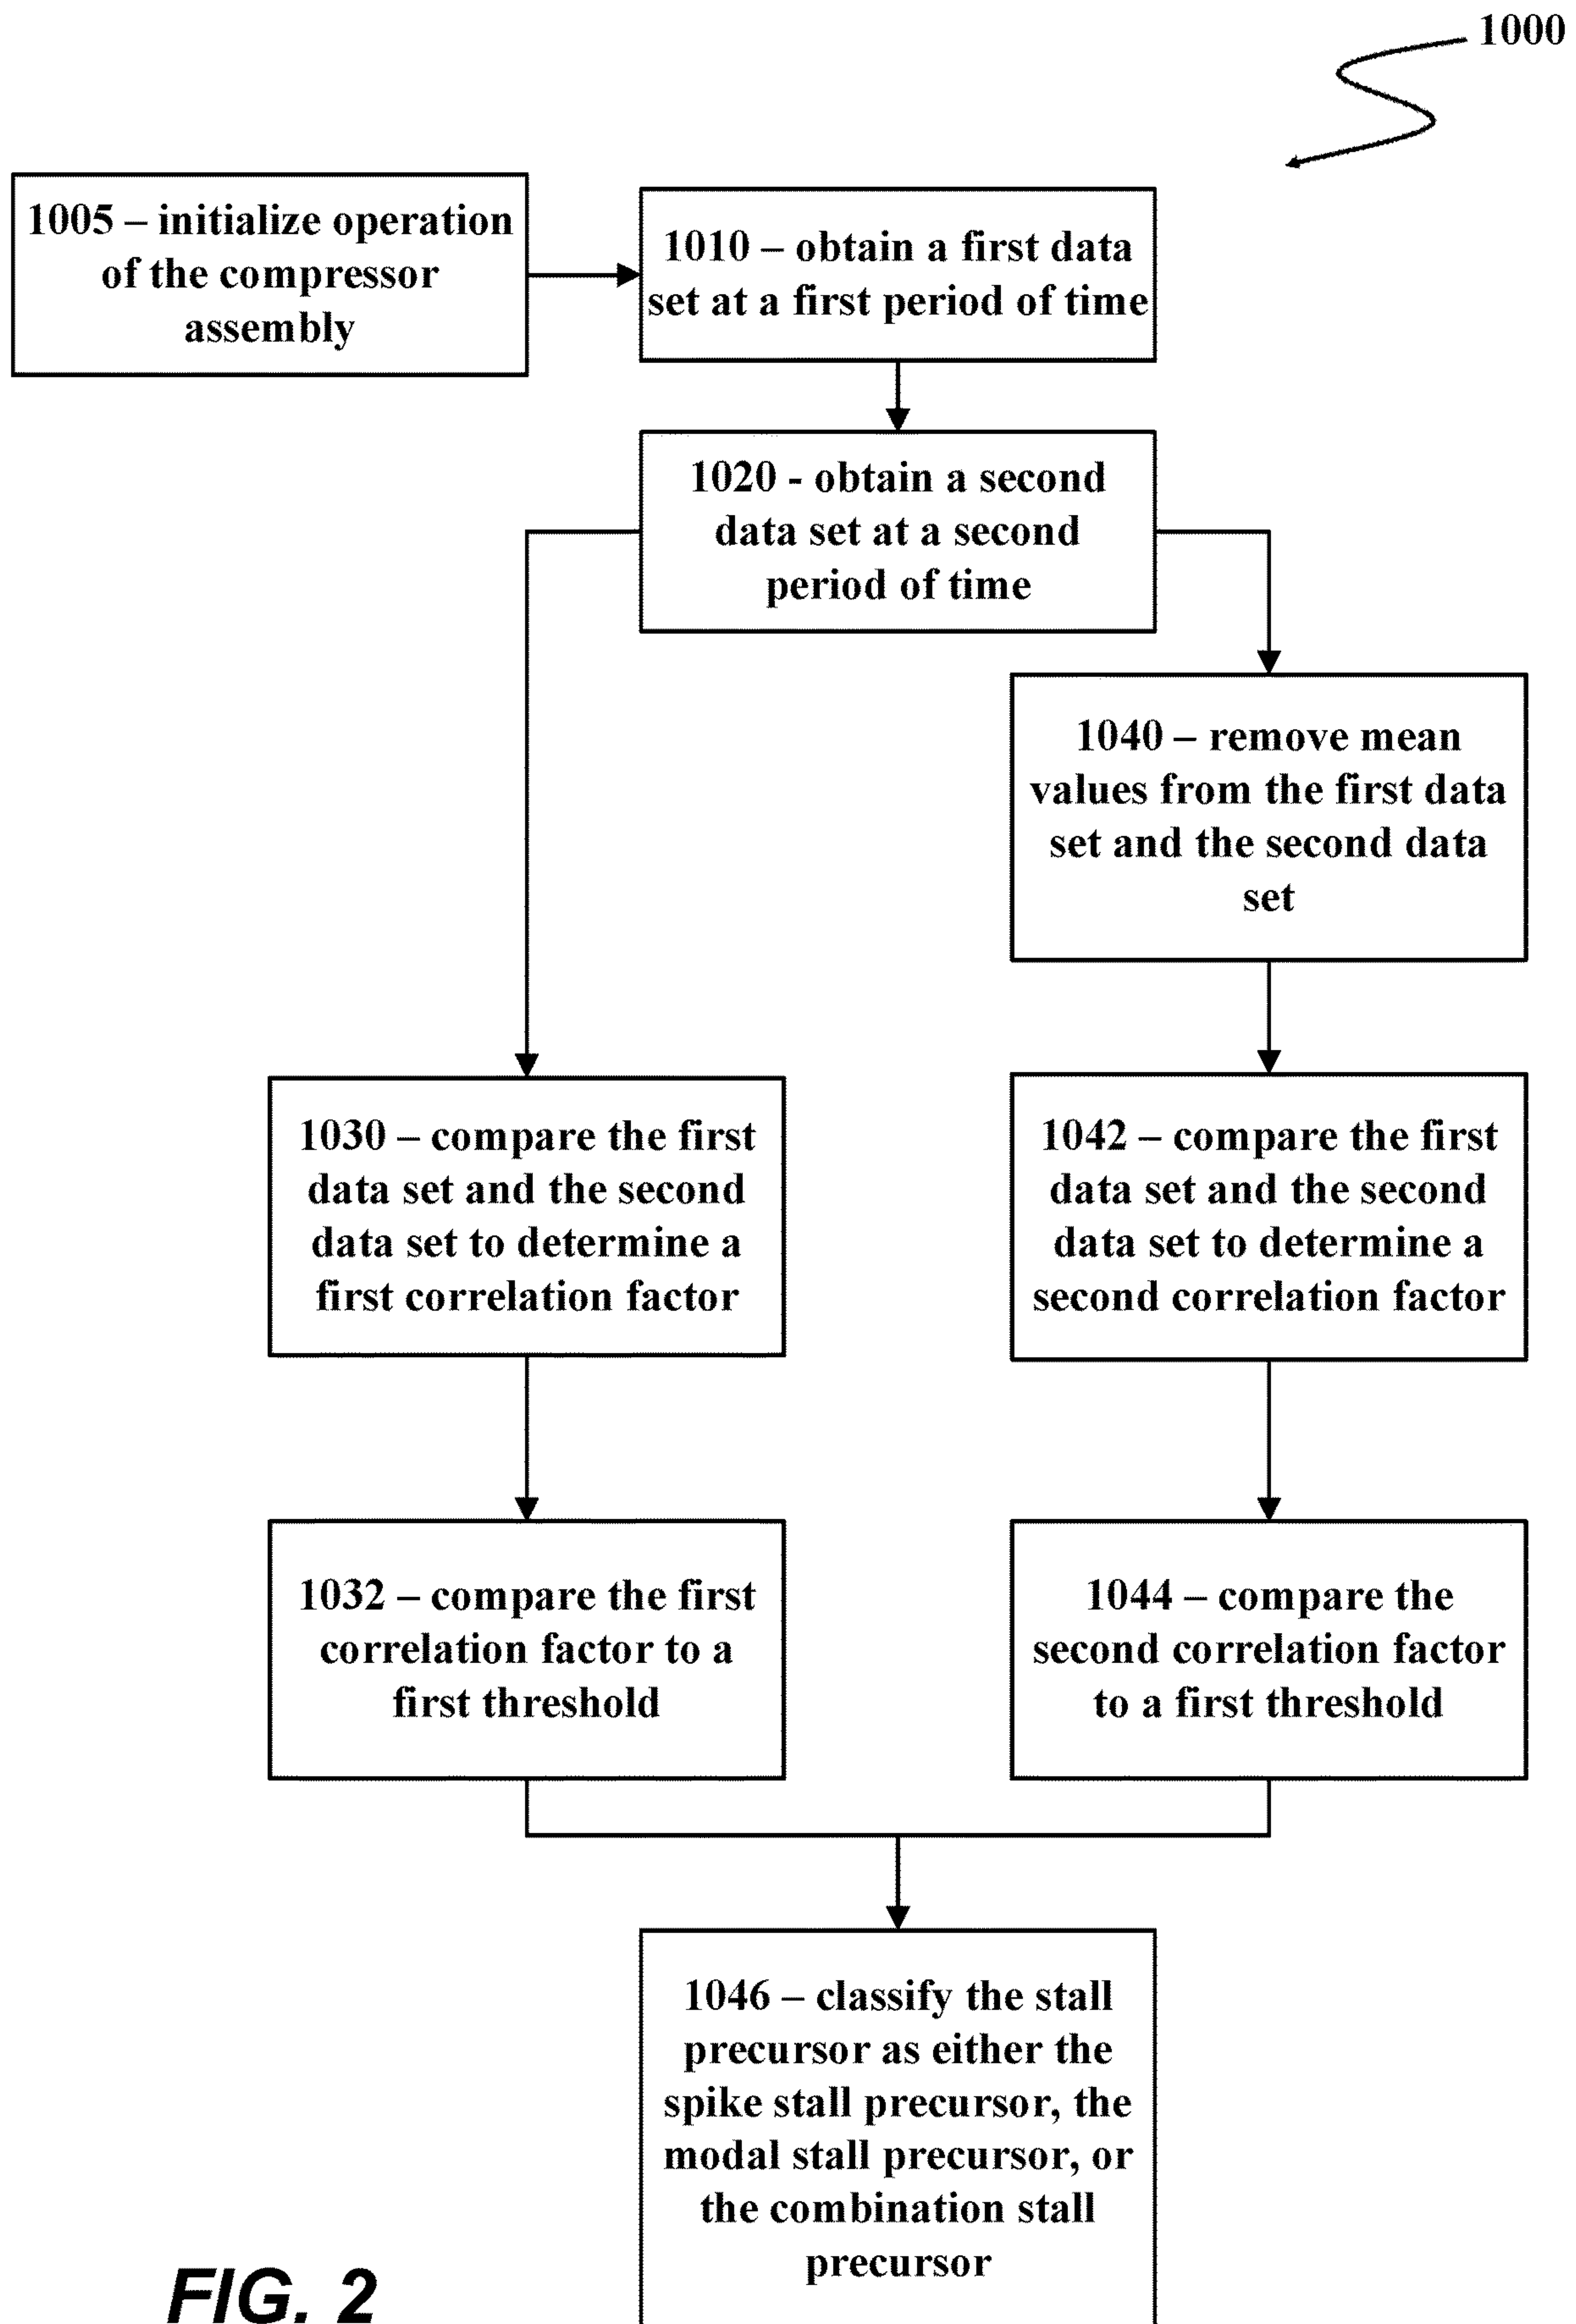 1000
1005 – initialize operation
of the compressor
assembly
1010 – obtain a first data
set at a first period of time
1020 - obtain a second
data set at a second
period of time
1040 – remove mean
values from the first data
set and the second data
set
1030 – compare the first
data set and the second
data set to determine a
first correlation factor
1042 – compare the first
data set and the second
data set to determine a
second correlation factor
1032 – compare the first
correlation factor to a
first threshold
1044 – compare the
second correlation factor
to a first threshold
1046 – classify the stall
precursor as either the
spike stall precursor, the
modal stall precursor, or
the combination stall
precursor
FIG. 2